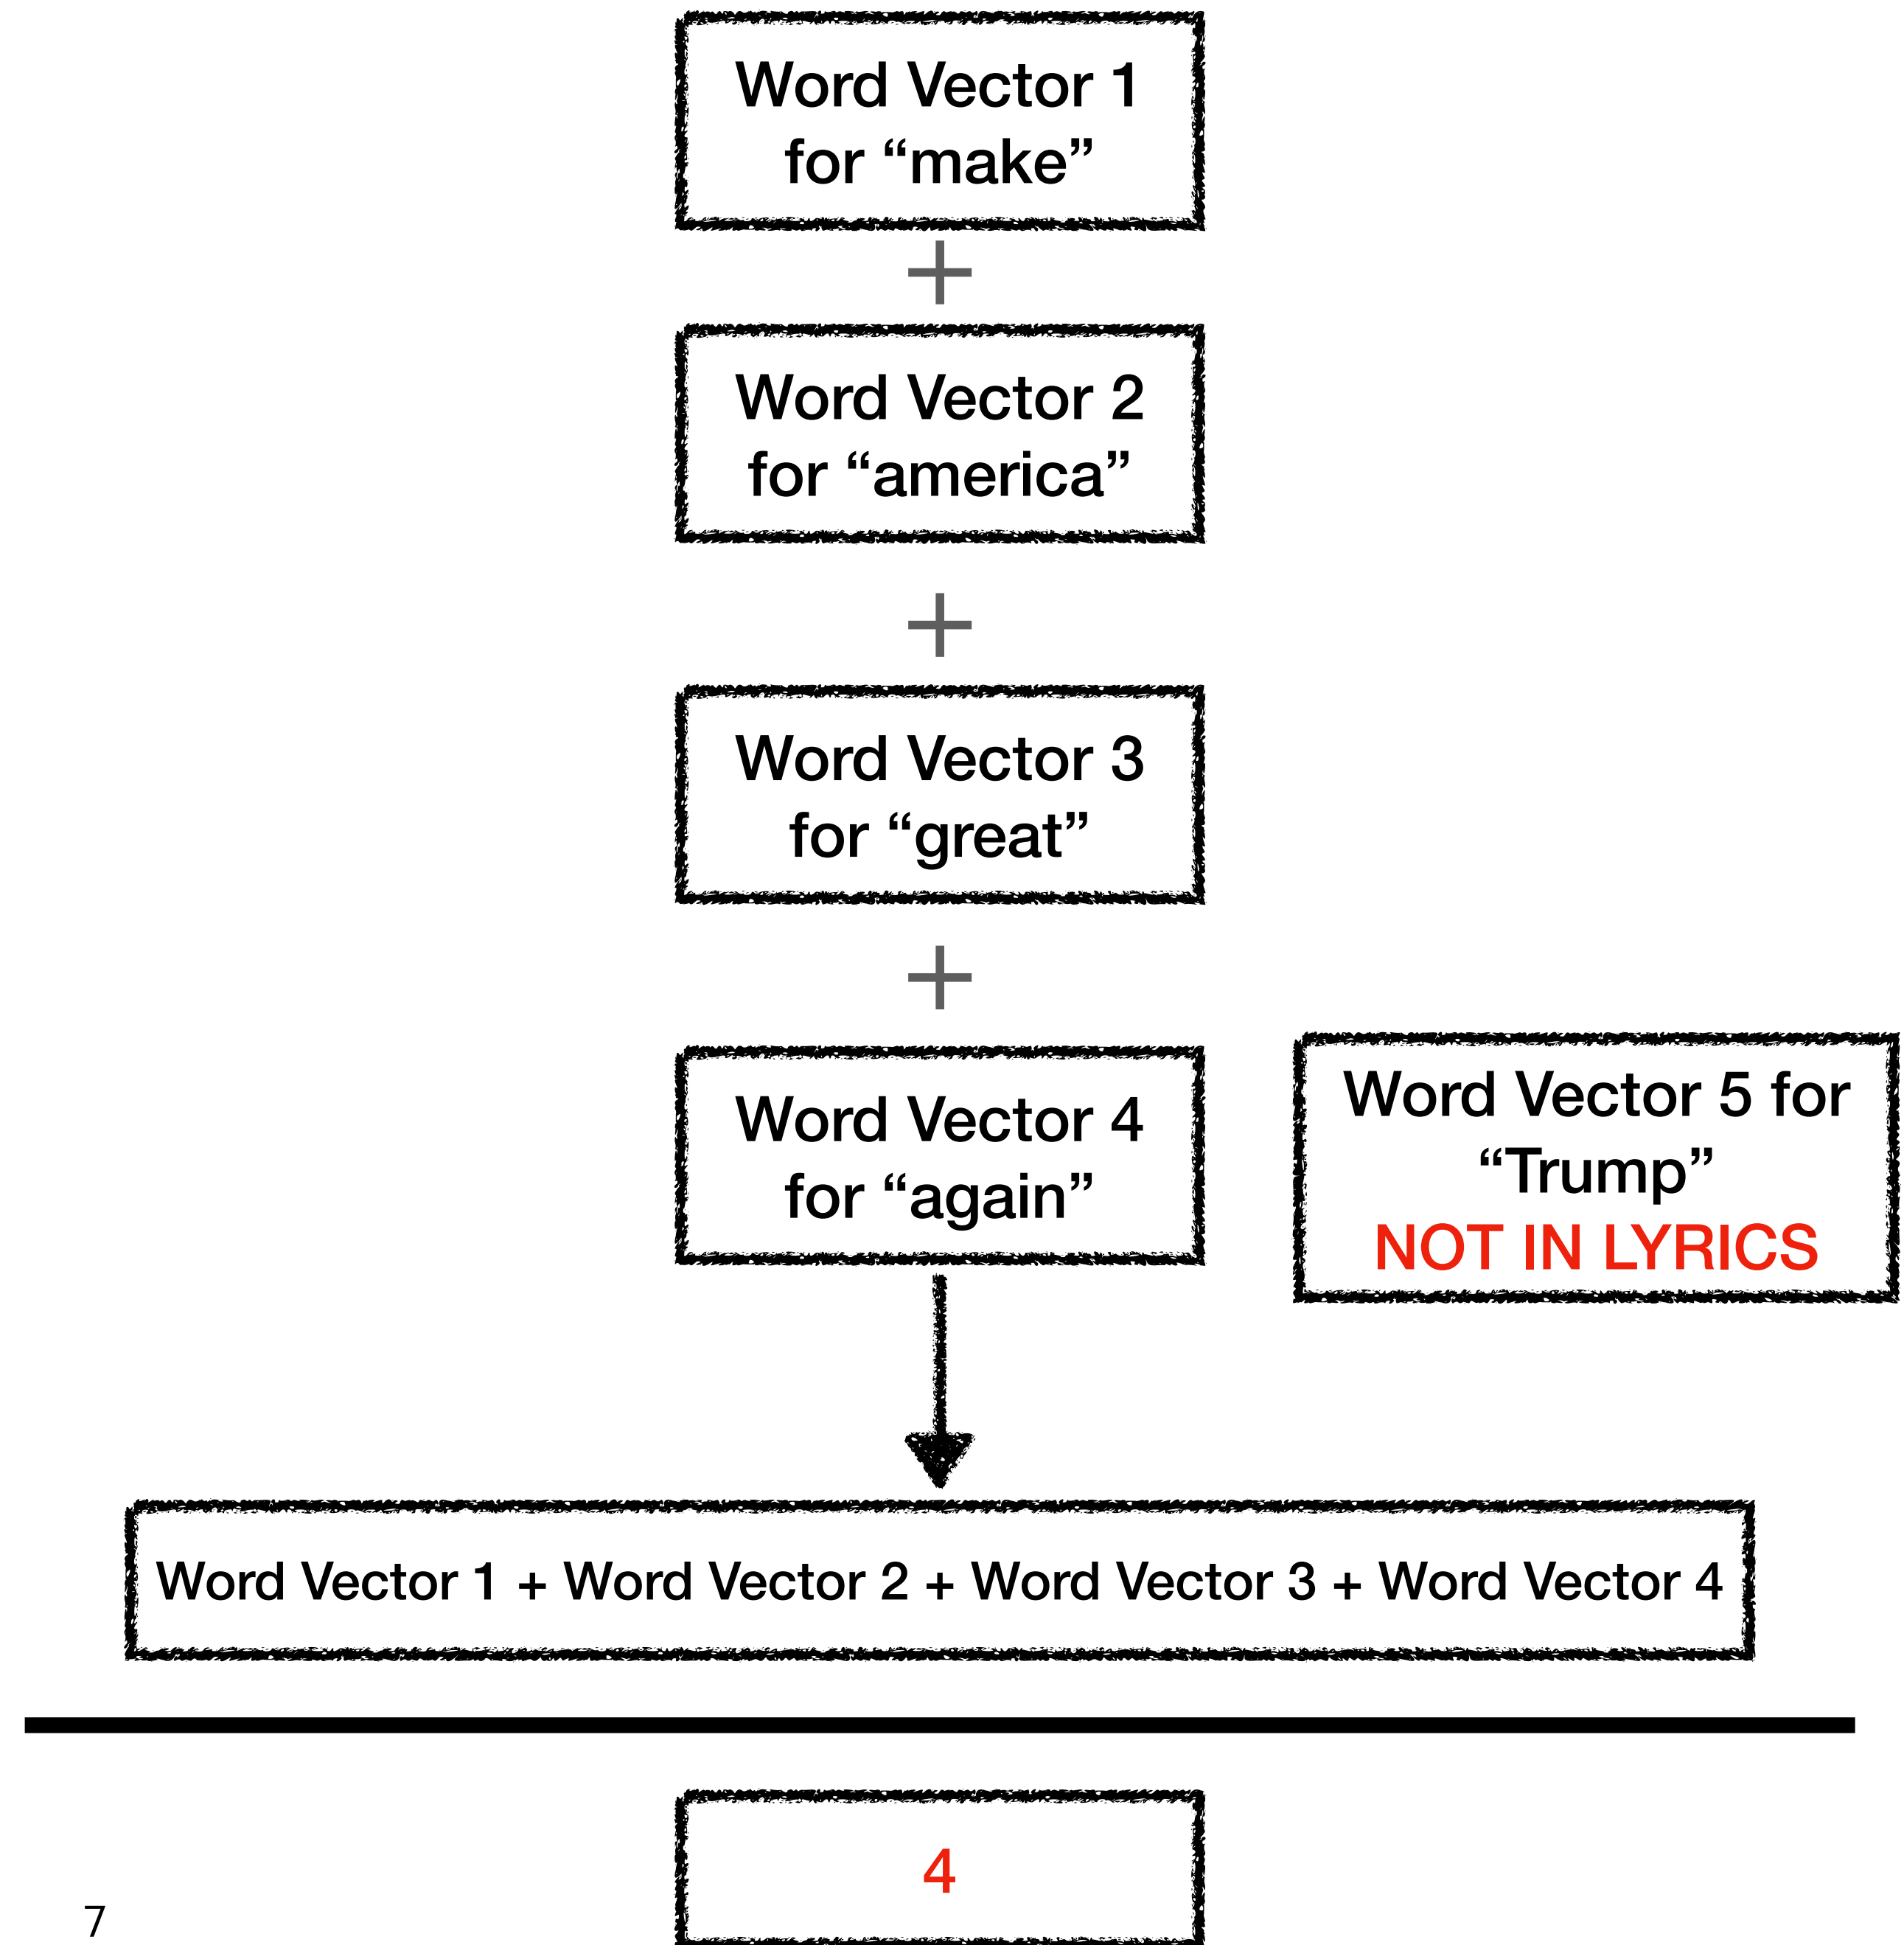 Word Vector 1
for “make”
+
Word Vector 2
for “america”
+
Word Vector 3
for “great”
+
Word Vector 4
for “again”
Word Vector 5 for
“Trump”
NOT IN LYRICS
Word Vector 1 + Word Vector 2 + Word Vector 3 + Word Vector 4
4
7